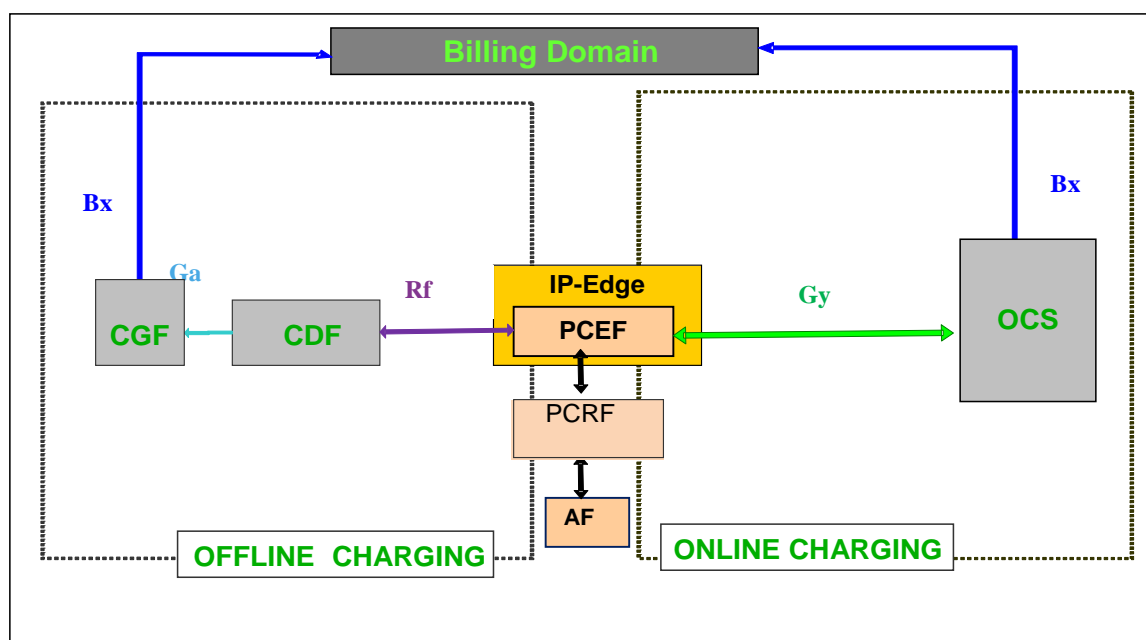 Billing Domain
Bx
Bx
Ga
Rf
IP-Edge
Gy
PCEF
OCS
CGF
CDF
PCRF
AF
OFFLINE CHARGING
ONLINE CHARGING